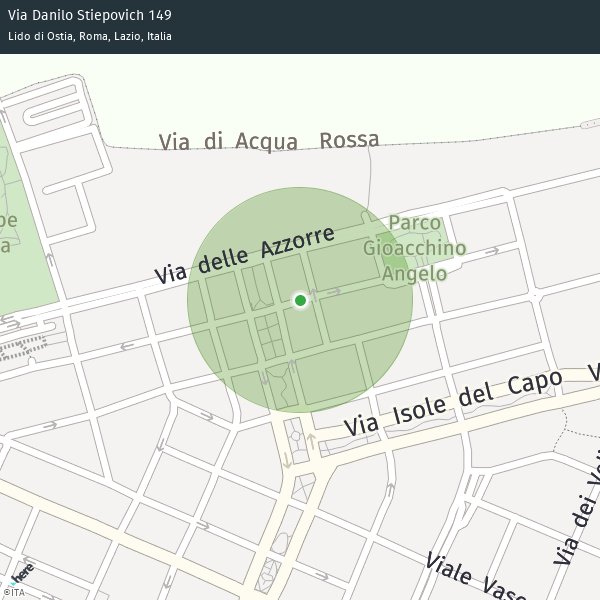 Via Danilo Stiepovich 149
Lido di Ostia, Roma, Lazio, Italia
Via di Acqua Rossa
Parco
Gioacchino
Angelo
Via delle Azzorre
pe
a
Via Isole del Capo V
Via dei Vel
Viale Vasc
here
©ITA